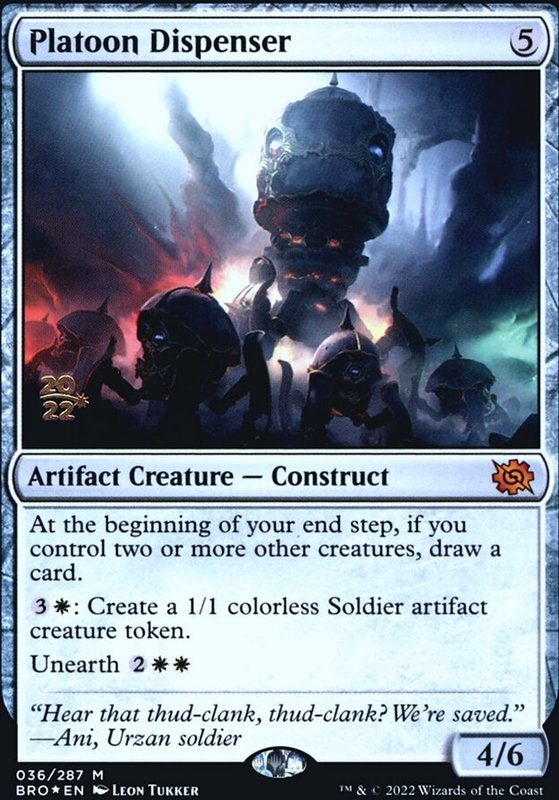 Platoon Dispenser 5
20
22
Artifact Creature — Construct
At the beginning of your end step, if you
control two or more other creatures, draw a
card.
3 : Create a 1/1 colorless Soldier artifact
creature token.
Unearth 2
“Hear that thud-clank, thud-clank? We’re saved.”
—Ani, Urzan soldier
4/6
036/287 M
BRO★EN Leon Tukker
™ & © 2022 Wizards of the Coast